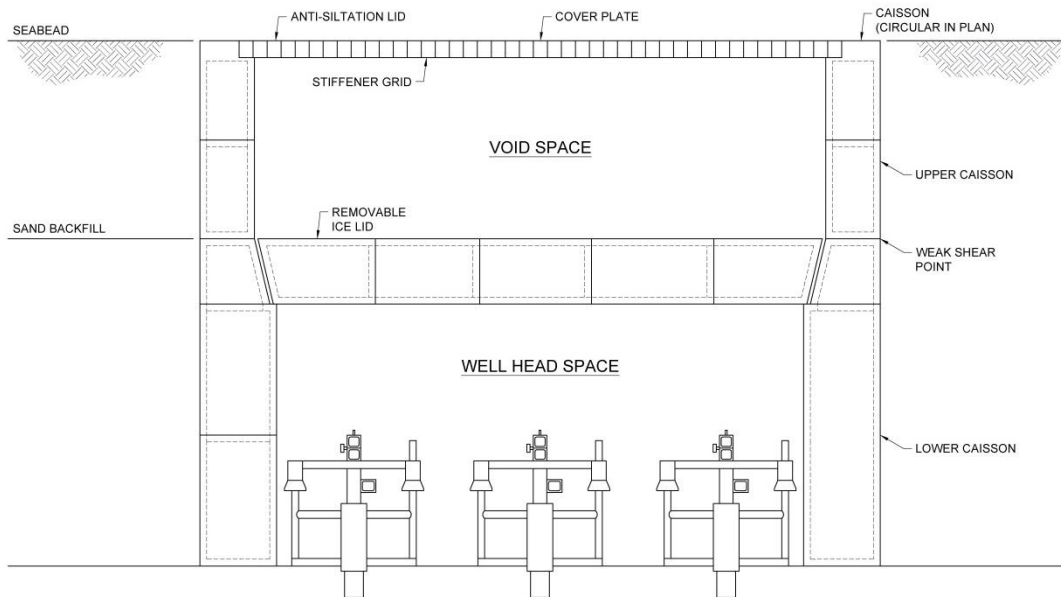 ANTI-SILTATION LID
COVER PLATE
CAISSON
(CIRCULAR IN PLAN)
SEABEAD
STIFFENER GRID
VOID SPACE
UPPER CAISSON
REMOVABLE
ICE LID
SAND BACKFILL
WEAK SHEAR
POINT
WELL HEAD SPACE
LOWER CAISSON